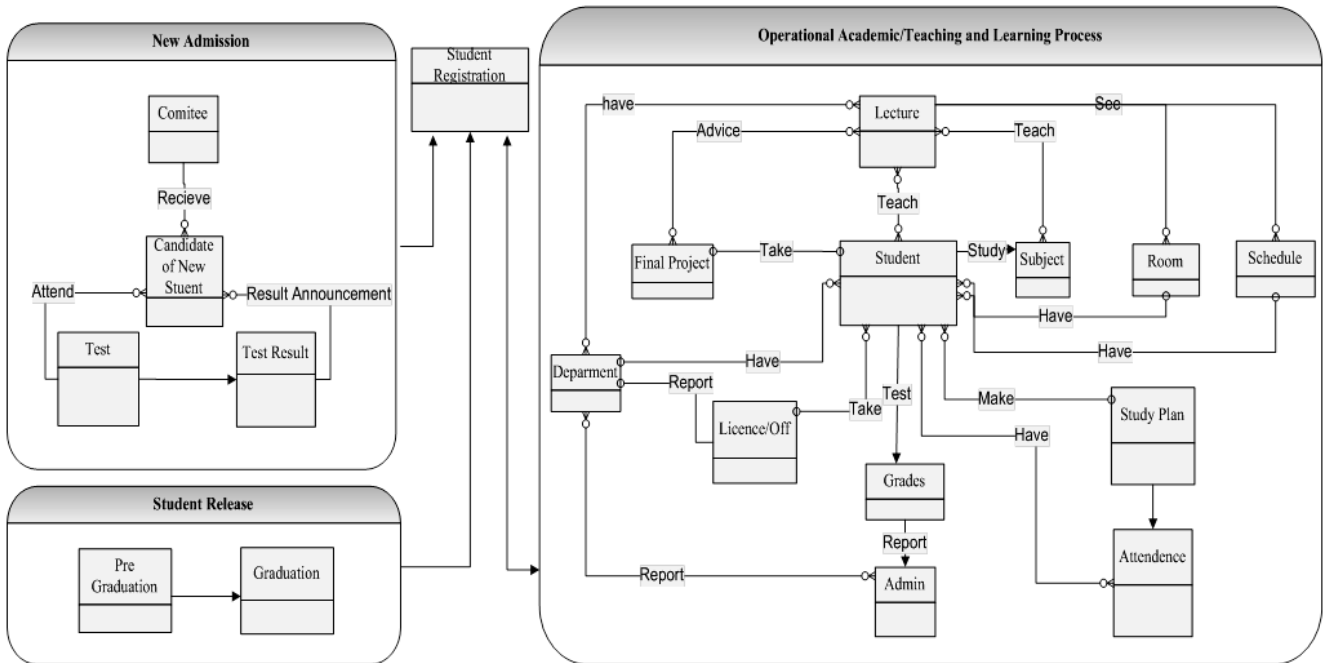 New Admission
Comitee
Recieve
Candidate
of New
Stuent
Attend
Result Announcement
Test
Test Result
Student Release
Pre
Graduation
Graduation
Student
Registration
Operational Academic/Teaching and Learning Process
have
Lecture
See
Advice
Teach
Teach
Final Project
Take
Student
Study
Subject
Room
Schedule
Have
Have
Deparment
Have
Report
Licence/Off
Take
Test
Make
Study Plan
Have
Grades
Report
Attendence
Report
Admin